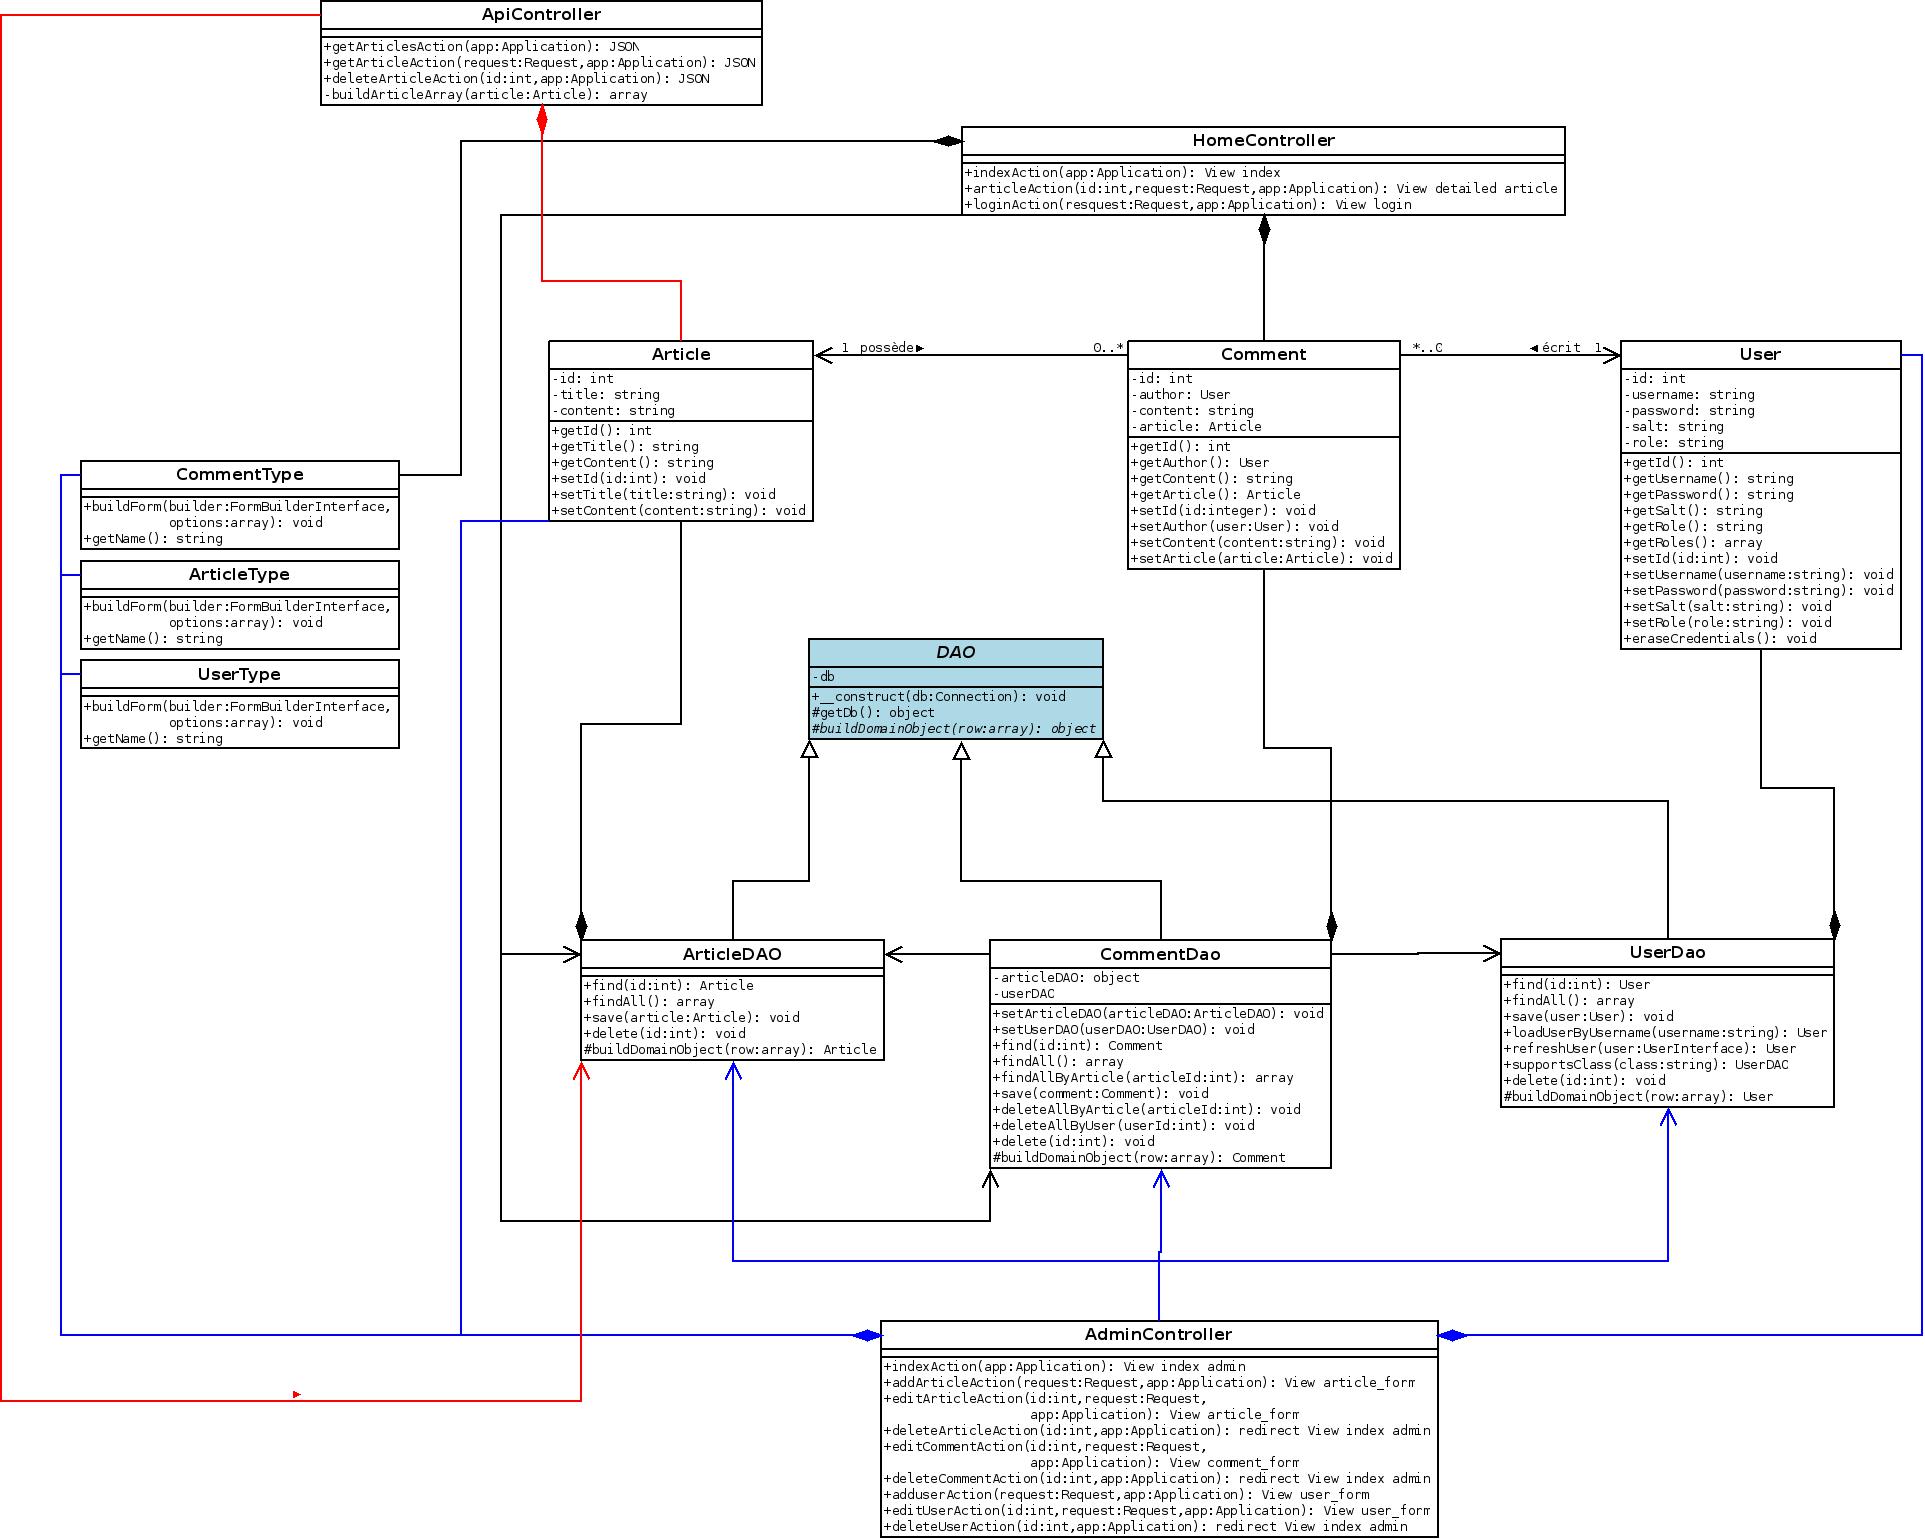 ApiController
+getArticlesAction(app:Application): JSON
+getArticleAction(request:Request,app:Application): JSON
+deleteArticleAction(id:int,app:Application): JSON
-buildArticleArray(article:Article): array
HomeController
+indexAction(app:Application): View index
+articleAction(id:int,request:Request,app:Application): View detailed article
+loginAction(resquest:Request,app:Application): View login
1 possède► 0..*
*..0 ◄écrit 1
Article
-id: int
-title: string
-content: string
+getId(): int
+getTitle(): string
+getContent(): string
+setId(id:int): void
+setTitle(title:string): void
+setContent(content:string): void
Comment
-id: int
-author: User
-content: string
-article: Article
+getId(): int
+getAuthor(): User
+getContent(): string
+getArticle(): Article
+setId(id:integer): void
+setAuthor(user:User): void
+setContent(content:string): void
+setArticle(article:Article): void
User
-id: int
-username: string
-password: string
-salt: string
-role: string
+getId(): int
+getUsername(): string
+getPassword(): string
+getSalt(): string
+getRole(): string
+getRoles(): array
+setId(id:int): void
+setUsername(username:string): void
+setPassword(password:string): void
+setSalt(salt:string): void
+setRole(role:string): void
+eraseCredentials(): void
CommentType
+buildForm(builder:FormBuilderInterface,
options:array): void
+getName(): string
ArticleType
+buildForm(builder:FormBuilderInterface,
options:array): void
+getName(): string
UserType
+buildForm(builder:FormBuilderInterface,
options:array): void
+getName(): string
DAO
-db
+__construct(db:Connection): void
#getDb(): object
#buildDomainObject(row:array): object
ArticleDAO
+find(id:int): Article
+findAll(): array
+save(article:Article): void
+delete(id:int): void
#buildDomainObject(row:array): Article
CommentDao
-articleDAO: object
-userDAO
+setArticleDAO(articleDAO:ArticleDAO): void
+setUserDAO(userDAO:UserDAO): void
+find(id:int): Comment
+findAll(): array
+findAllByArticle(articleId:int): array
+save(comment:Comment): void
+deleteAllByArticle(articleId:int): void
+deleteAllByUser(userId:int): void
+delete(id:int): void
#buildDomainObject(row:array): Comment
UserDao
+find(id:int): User
+findAll(): array
+save(user:User): void
+loadUserByUsername(username:string): User
+refreshUser(user:UserInterface): User
+supportsClass(class:string): UserDAO
+delete(id:int): void
#buildDomainObject(row:array): User
AdminController
+indexAction(app:Application): View index admin
+addArticleAction(request:Request,app:Application): View article_form
+editArticleAction(id:int,request:Request,
app:Application): View article_form
+deleteArticleAction(id:int,app:Application): redirect View index admin
+editCommentAction(id:int,request:Request,
app:Application): View comment_form
+deleteCommentAction(id:int,app:Application): redirect View index admin
+adduserAction(request:Request,app:Application): View user_form
+editUserAction(id:int,request:Request,app:Application): View user_form
+deleteUserAction(id:int,app:Application): redirect View index admin